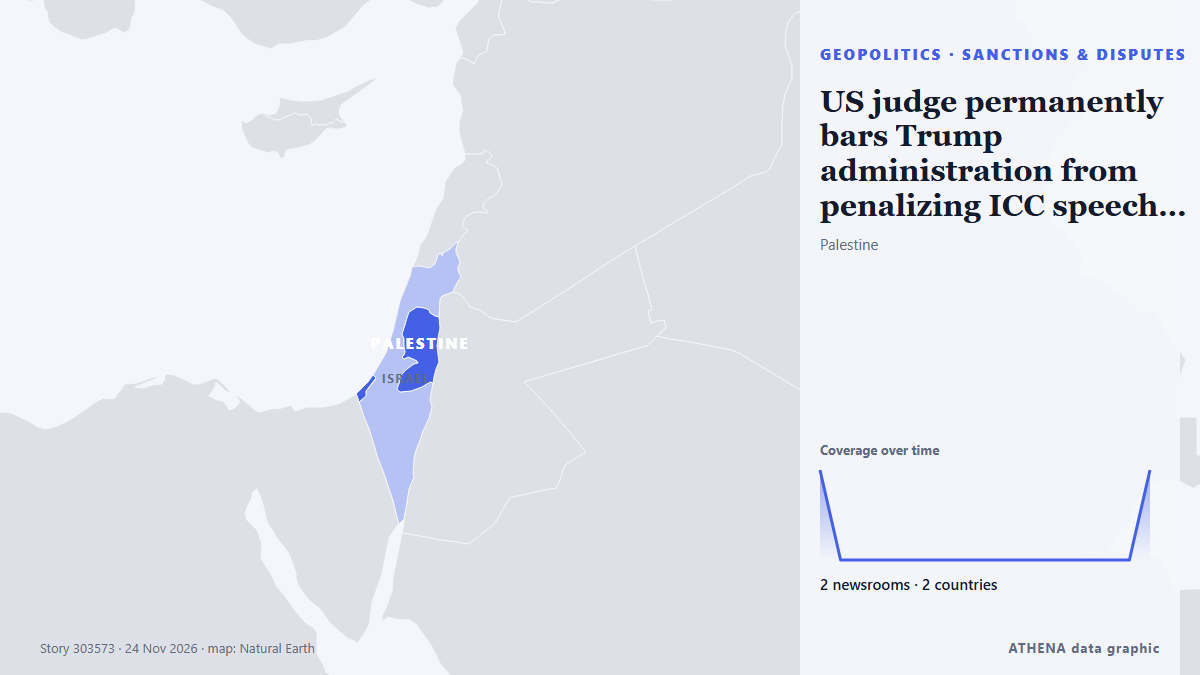 GEOPOLITICS · SANCTIONS & DISPUTES
US judge permanently
bars Trump
administration from
penalizing ICC speech…
Palestine
PALESTINE
ISRAEL
Coverage over time
2 newsrooms · 2 countries
Story 303573 · 24 Nov 2026 · map: Natural Earth
ATHENA data graphic